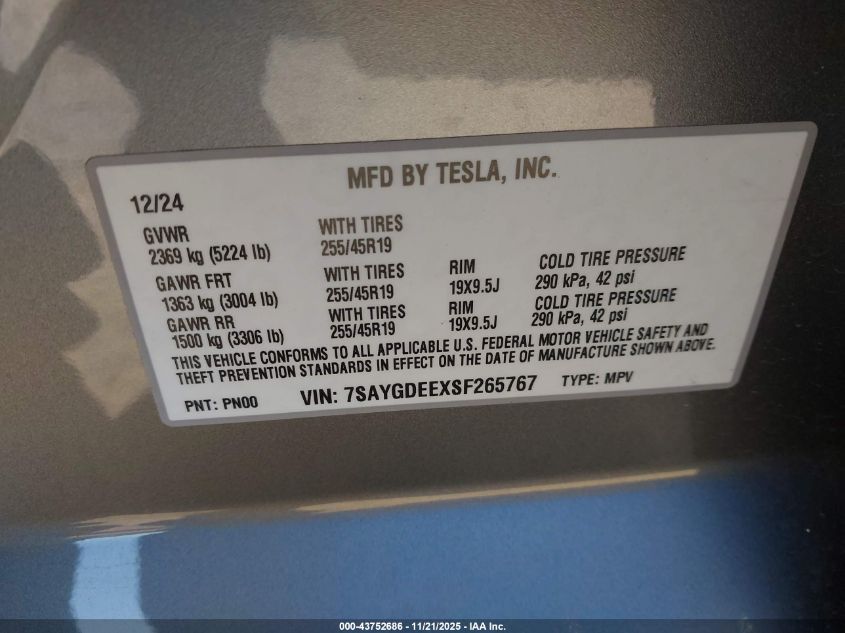 MFD BY TESLA, INC.
12/24
GVWR WITH TIRES
2369 kg (5224 lb) 255/45R19
GAWR FRT WITH TIRES RIM COLD TIRE PRESSURE
1363 kg (3004 lb) 255/45R19 19X9.5J 290 kPa, 42 psi
GAWR RR WITH TIRES RIM COLD TIRE PRESSURE
1500 kg (3306 lb) 255/45R19 19X9.5J 290 kPa, 42 psi
THIS VEHICLE CONFORMS TO ALL APPLICABLE U.S. FEDERAL MOTOR VEHICLE SAFETY AND
THEFT PREVENTION STANDARDS IN EFFECT ON THE DATE OF MANUFACTURE SHOWN ABOVE.
PNT: PN00 VIN: 7SAYGDEEXSF265767 TYPE: MPV
000-43752686 - 11/21/2025 - IAA Inc.